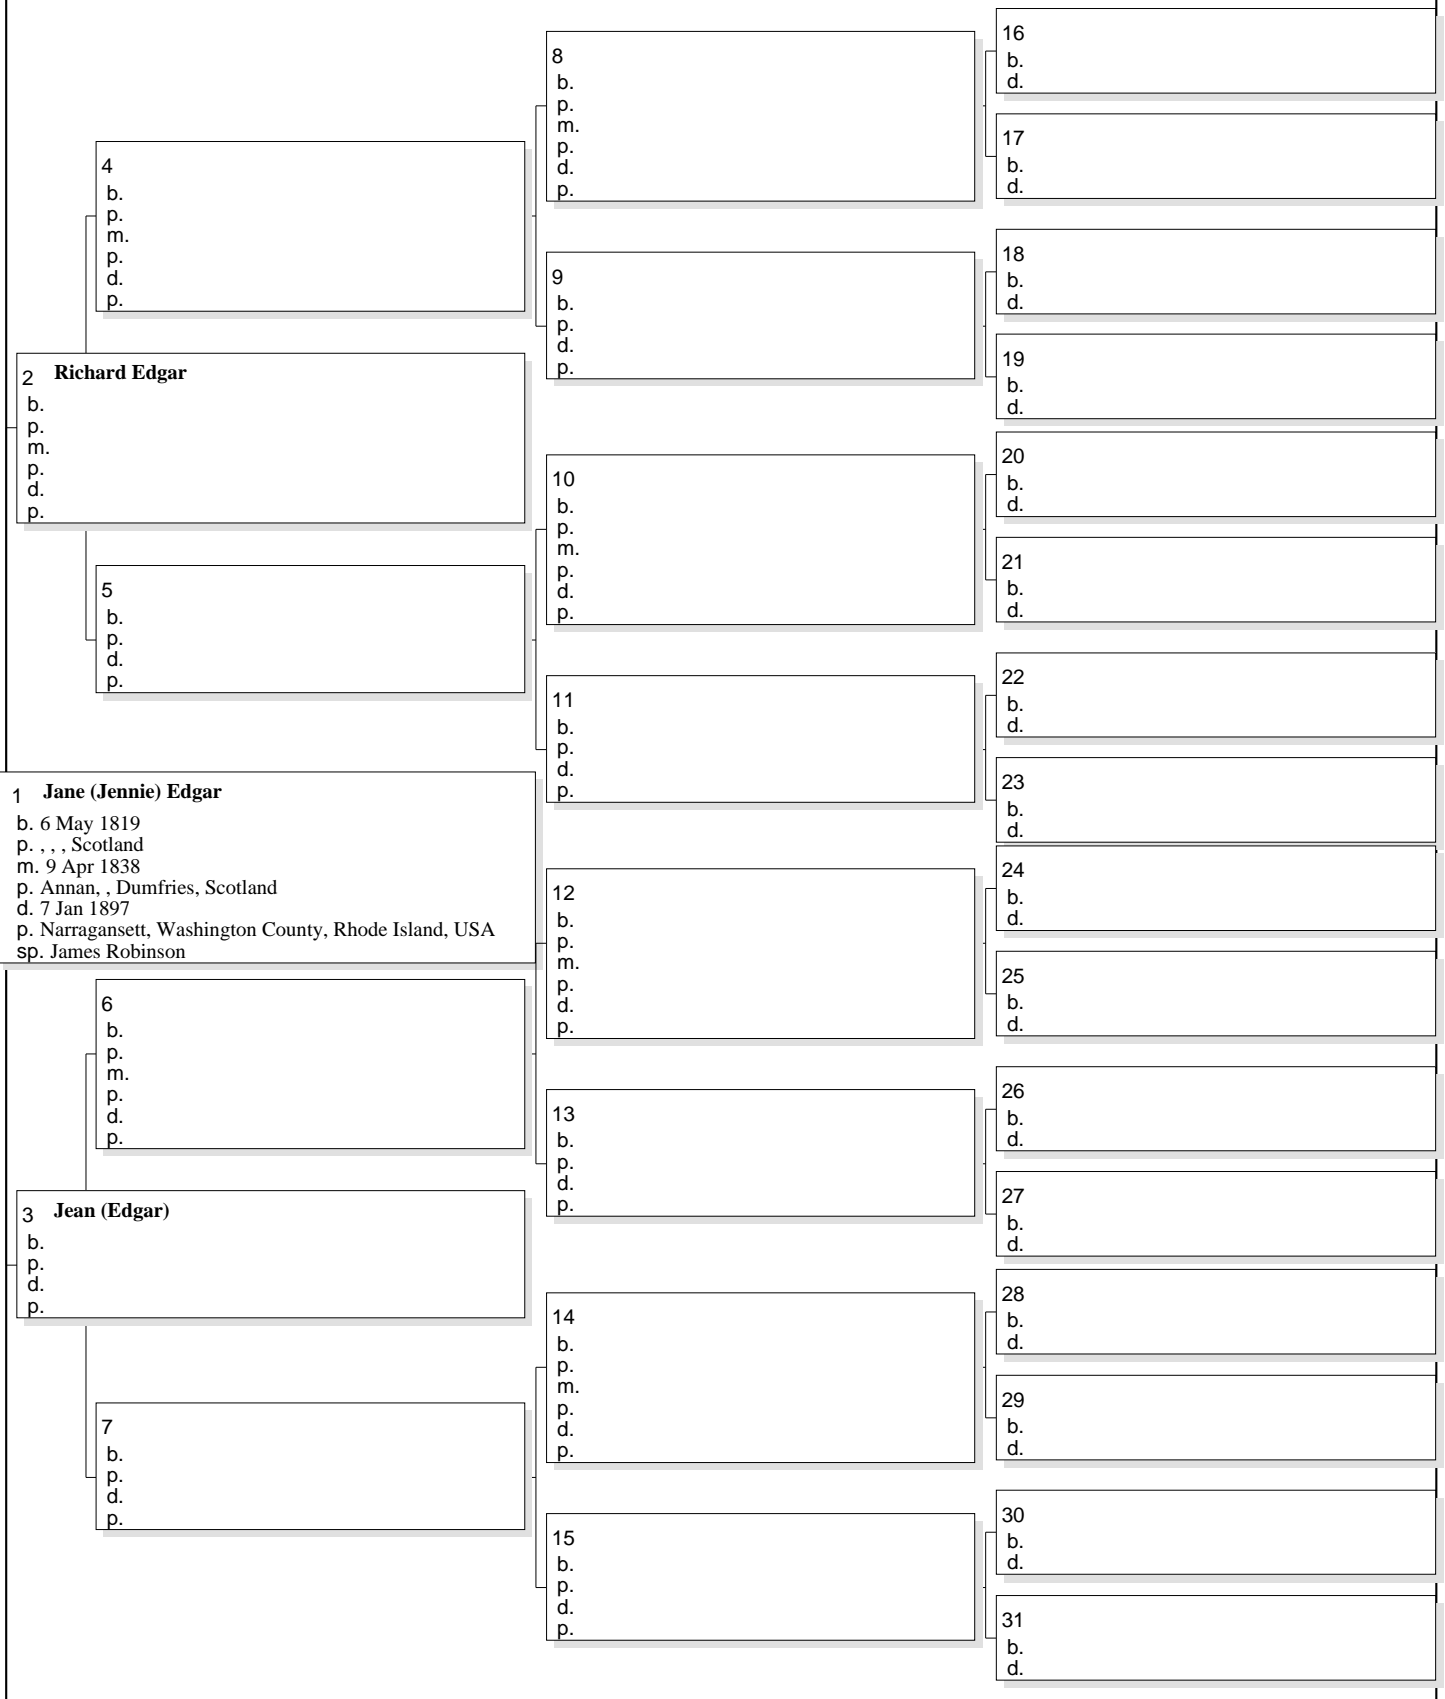 16
b.
d.
8
b.
p.
m.
p.
d.
p.
17
b.
d.
4
b.
p.
m.
p.
d.
p.
18
b.
d.
9
b.
p.
d.
p.
19
b.
d.
2 Richard Edgar
b.
p.
m.
p.
d.
p.
20
b.
d.
10
b.
p.
m.
p.
d.
p.
21
b.
d.
5
b.
p.
d.
p.
22
b.
d.
11
b.
p.
d.
p.
23
b.
d.
1 Jane (Jennie) Edgar
b. 6 May 1819
p. , , , Scotland
m. 9 Apr 1838
p. Annan, , Dumfries, Scotland
d. 7 Jan 1897
p. Narragansett, Washington County, Rhode Island, USA
sp. James Robinson
24
b.
d.
12
b.
p.
m.
p.
d.
p.
25
b.
d.
6
b.
p.
m.
p.
d.
p.
26
b.
d.
13
b.
p.
d.
p.
27
b.
d.
3 Jean (Edgar)
b.
p.
d.
p.
28
b.
d.
14
b.
p.
m.
p.
d.
p.
29
b.
d.
7
b.
p.
d.
p.
30
b.
d.
15
b.
p.
d.
p.
31
b.
d.